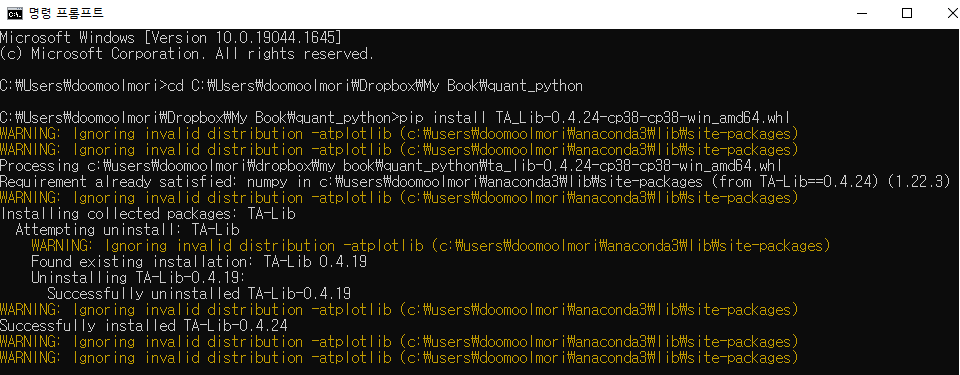 명령 프롬프트
Microsoft Windows [Version 10.0.19044.1645]
(c) Microsoft Corporation. All rights reserved.
C:₩Users₩doomoolmori>cd C:₩Users₩doomoolmori₩Dropbox₩My Book₩quant_python
C:₩Users₩doomoolmori₩Dropbox₩My Book₩quant_python>pip install TA_Lib-0.4.24-cp38-cp38-win_amd64.whl
WARNING: Ignoring invalid distribution -atplotlib (c:₩users₩doomoolmori₩anaconda3₩lib₩site-packages)
WARNING: Ignoring invalid distribution -atplotlib (c:₩users₩doomoolmori₩anaconda3₩lib₩site-packages)
Processing c:₩users₩doomoolmori₩dropbox₩my book₩quant_python₩ta_lib-0.4.24-cp38-cp38-win_amd64.whl
Requirement already satisfied: numpy in c:₩users₩doomoolmori₩anaconda3₩lib₩site-packages (from TA-Lib==0.4.24) (1.22.3)
WARNING: Ignoring invalid distribution -atplotlib (c:₩users₩doomoolmori₩anaconda3₩lib₩site-packages)
Installing collected packages: TA-Lib
  Attempting uninstall: TA-Lib
    WARNING: Ignoring invalid distribution -atplotlib (c:₩users₩doomoolmori₩anaconda3₩lib₩site-packages)
    Found existing installation: TA-Lib 0.4.19
    Uninstalling TA-Lib-0.4.19:
      Successfully uninstalled TA-Lib-0.4.19
WARNING: Ignoring invalid distribution -atplotlib (c:₩users₩doomoolmori₩anaconda3₩lib₩site-packages)
Successfully installed TA-Lib-0.4.24
WARNING: Ignoring invalid distribution -atplotlib (c:₩users₩doomoolmori₩anaconda3₩lib₩site-packages)
WARNING: Ignoring invalid distribution -atplotlib (c:₩users₩doomoolmori₩anaconda3₩lib₩site-packages)